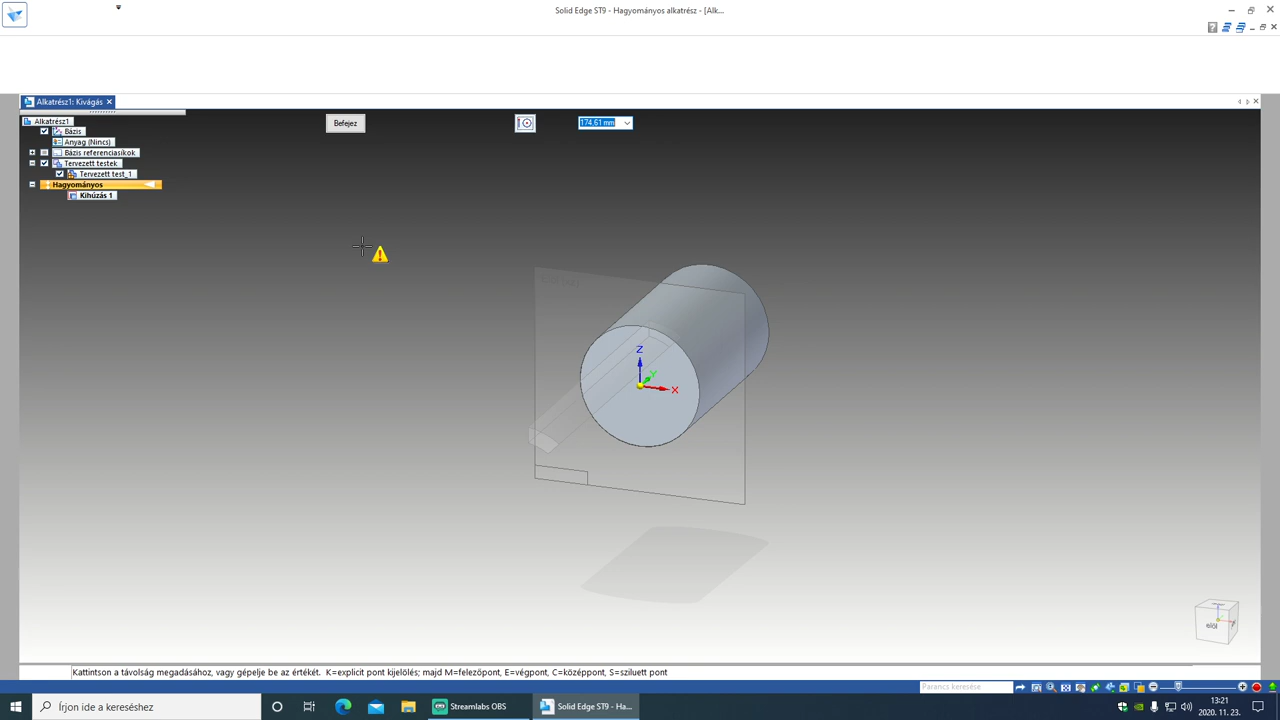 Solid Edge ST9 - Hagyományos alkatrész - [Alk...
Alkatrész1: Kivágás
Alkatrész1
Bázis
Anyag (Nincs)
Bázis referenciasíkok
Tervezett testek
Tervezett test_1
Hagyományos
Kihúzás 1
Befejez
174,61 mm
Z
Y
X
elöl
Kattintson a távolság megadásához, vagy gépelje be az értékét. K=explicit pont kijelölés; majd M=felezőpont, E=végpont, C=középpont, S=sziluett pont
Parancs keresése
Írjon ide a kereséshez
Streamlabs OBS
Solid Edge ST9 - Ha...
13:21
2020. 11. 23.